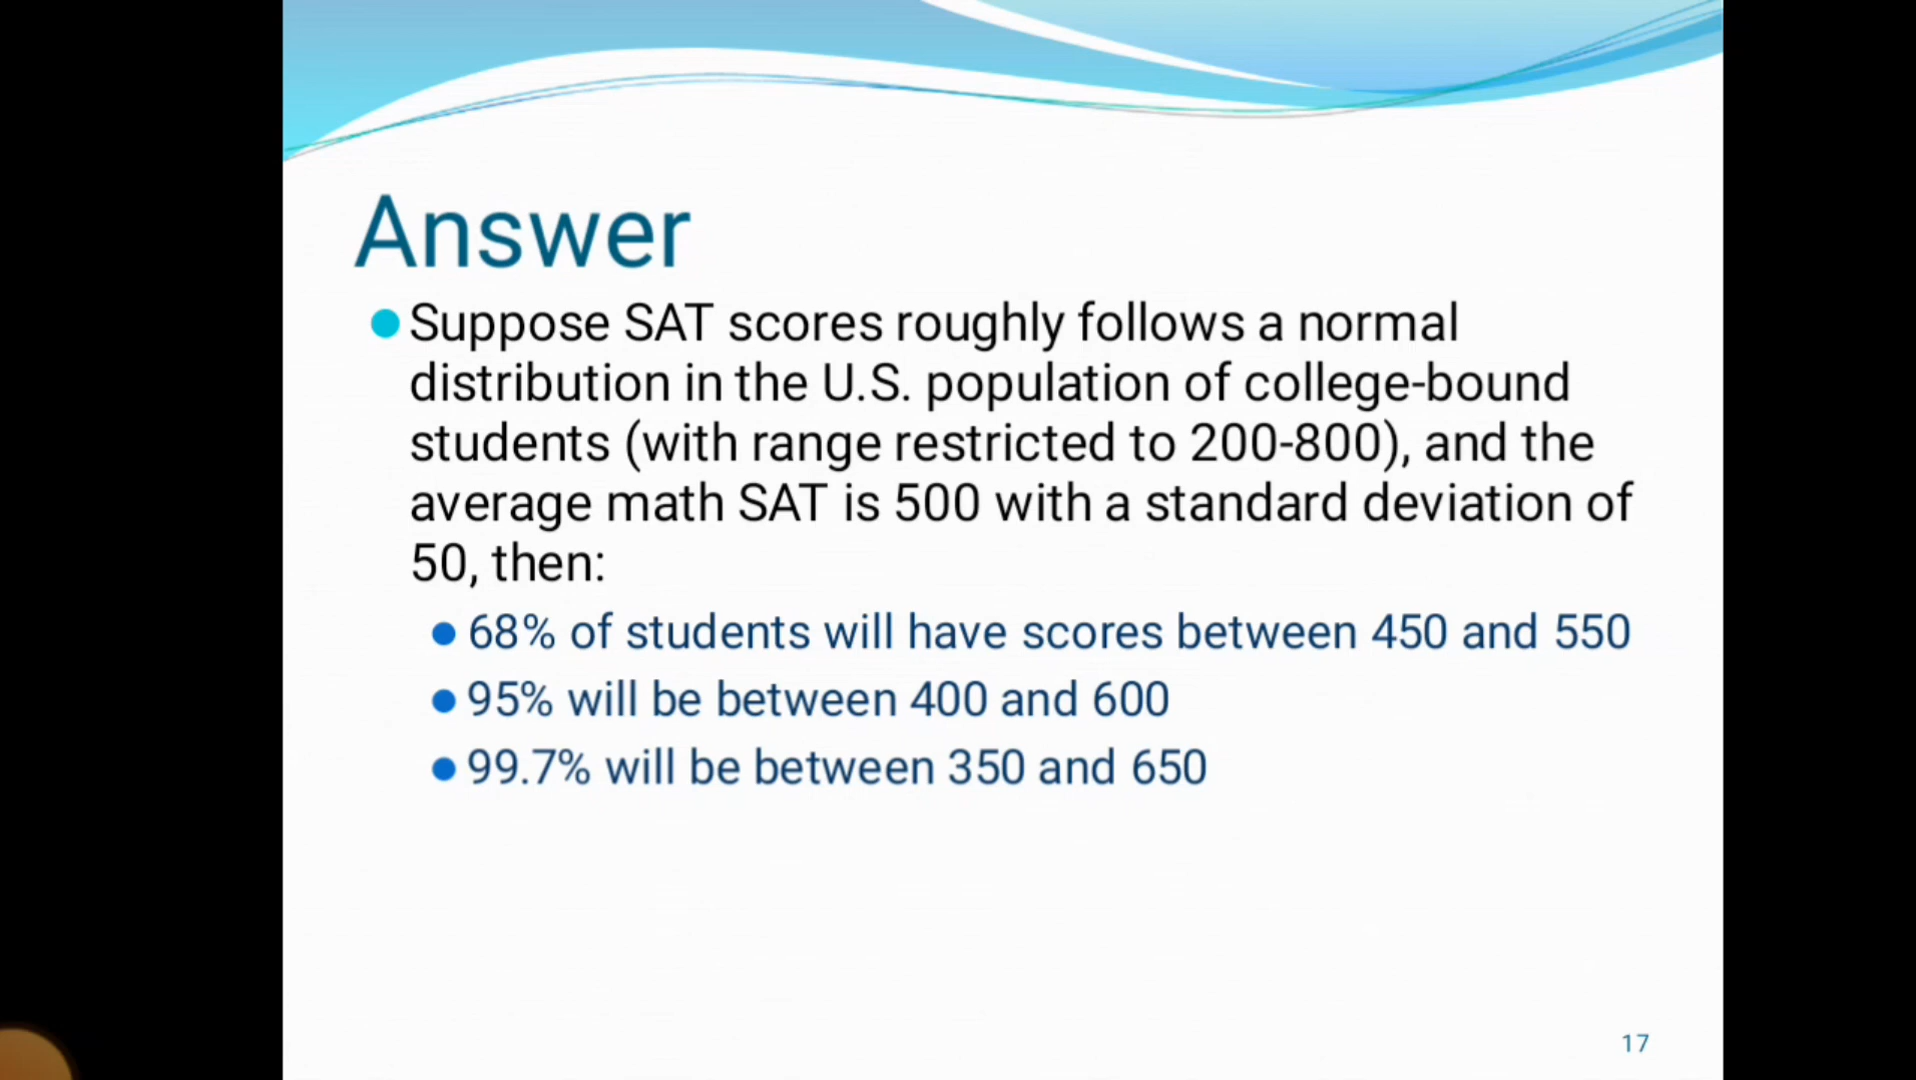 Answer
Suppose SAT scores roughly follows a normal
distribution in the U.S. population of college-bound
students (with range restricted to 200-800), and the
average math SAT is 500 with a standard deviation of
50, then:
68% of students will have scores between 450 and 550
95% will be between 400 and 600
99.7% will be between 350 and 650
17